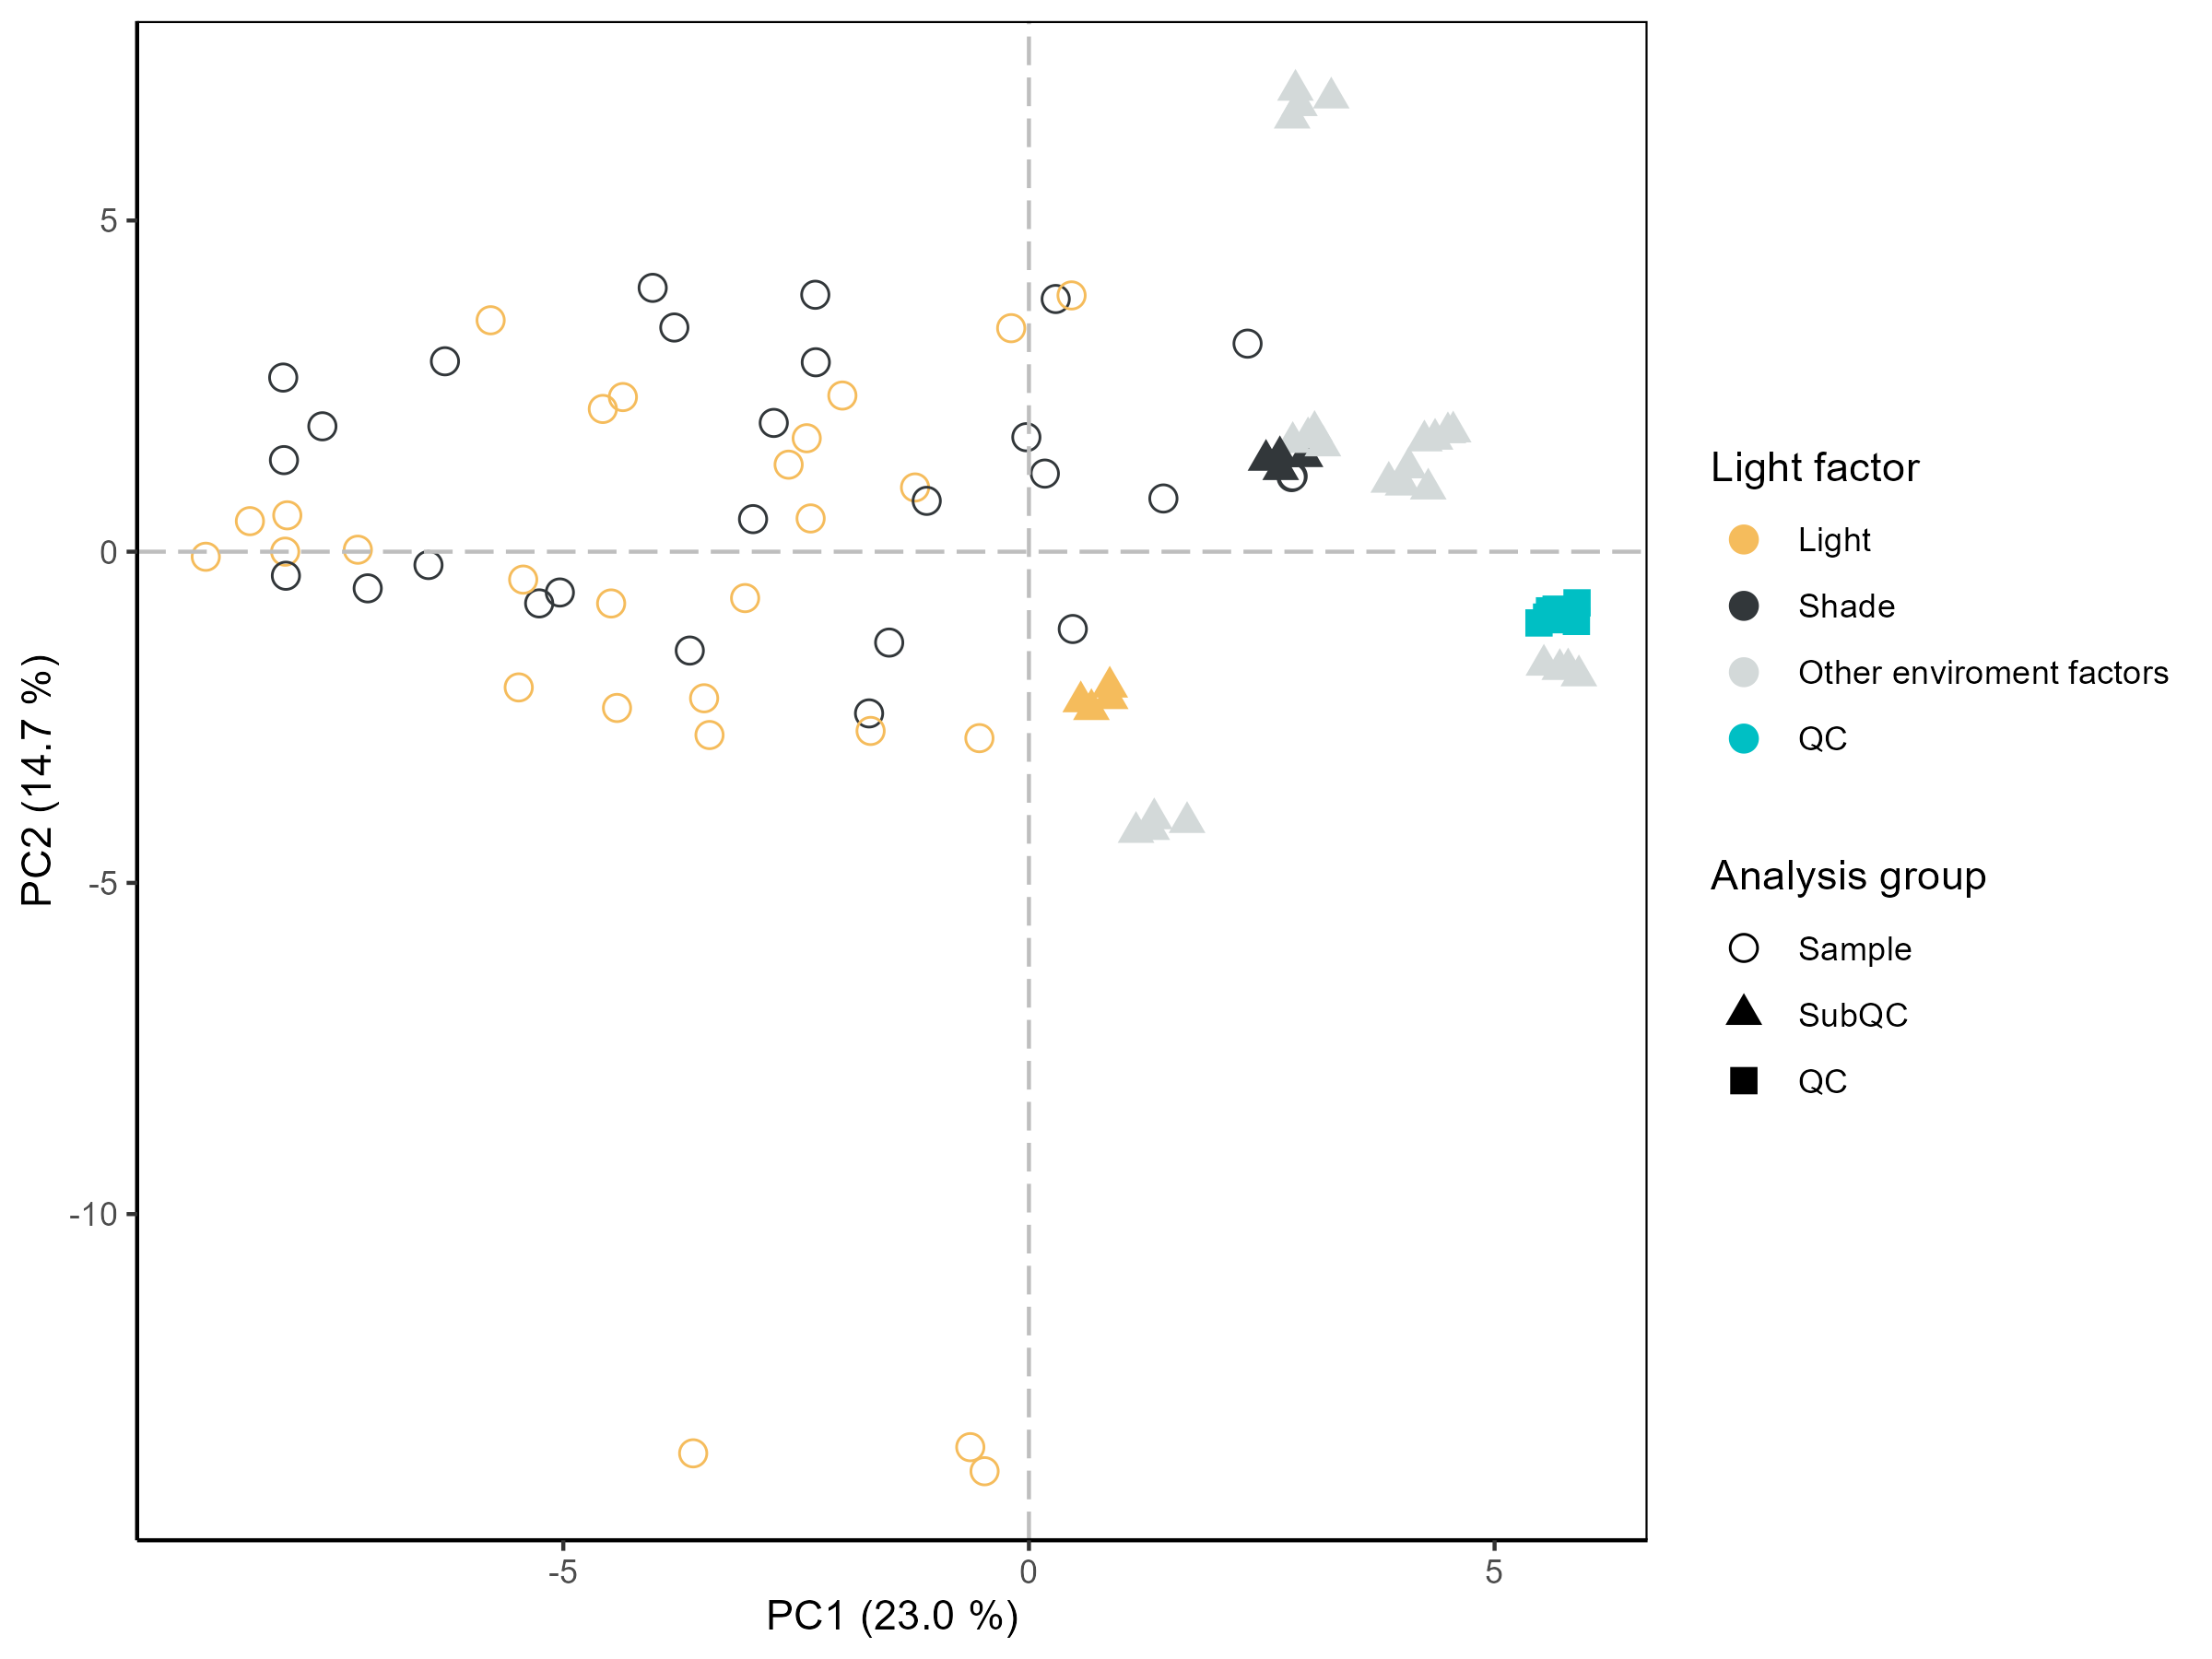 PC2 (14.7 %)
5
0
-5
-10
-5
0
5
PC1 (23.0 %)
Light factor
Light
Shade
Other enviroment factors
QC
Analysis group
Sample
SubQC
QC